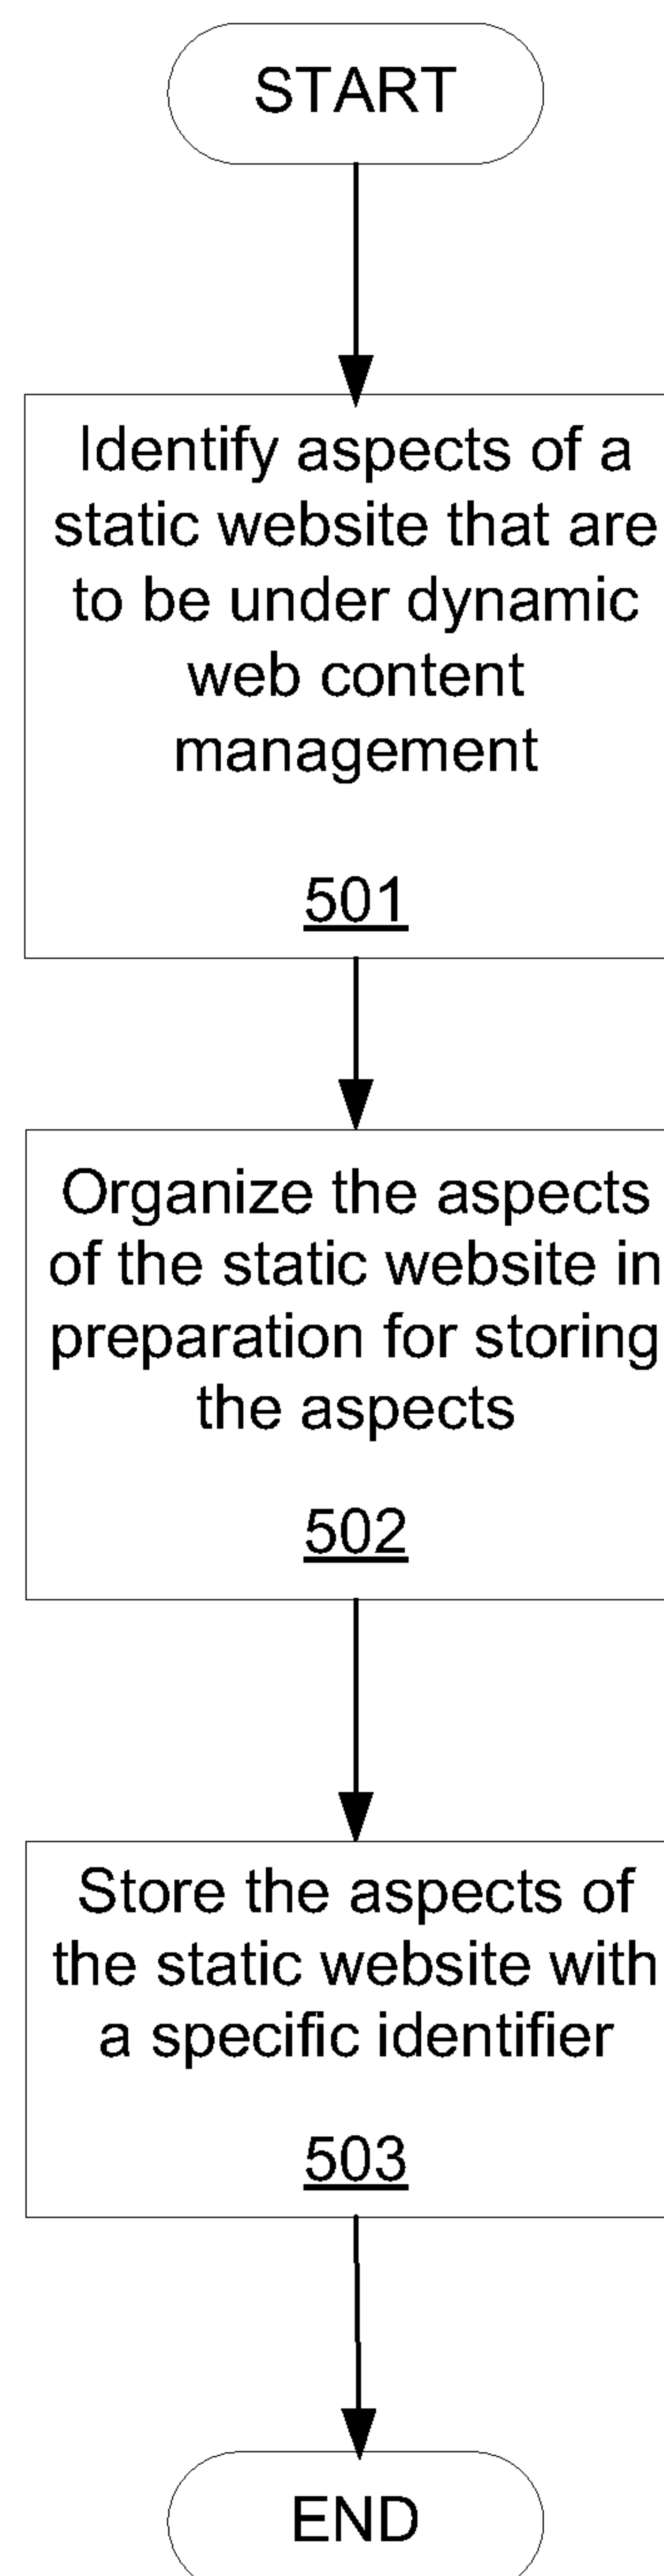 START
Identify aspects of a
static website that are
to be under dynamic
web content
management
501
Organize the aspects
of the static website in
preparation for storing
the aspects
502
Store the aspects of
the static website with
a specific identifier
503
END